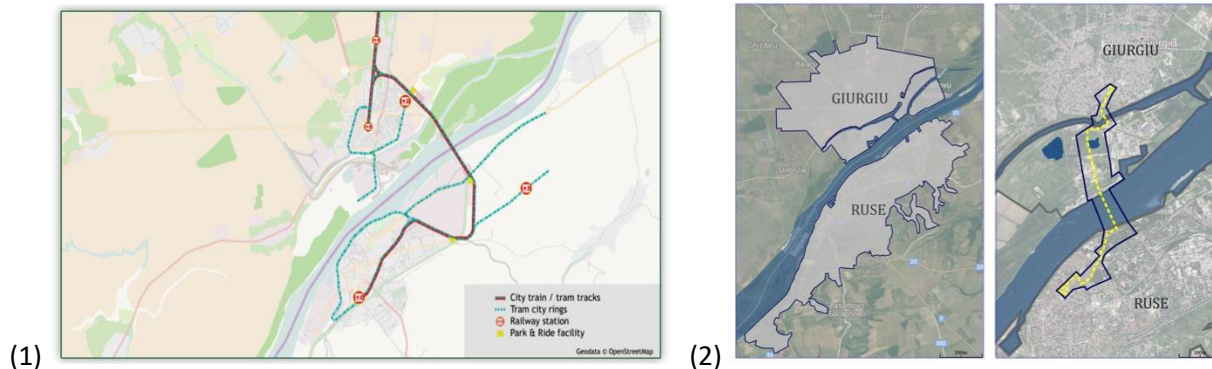 City train / tram tracks
Tram city rings
Railway station
Park & Ride facility
Geodata © OpenStreetMap
(1)
(2)
GIURGIU
RUSE
Slobozia
GIURGIU
RUSE